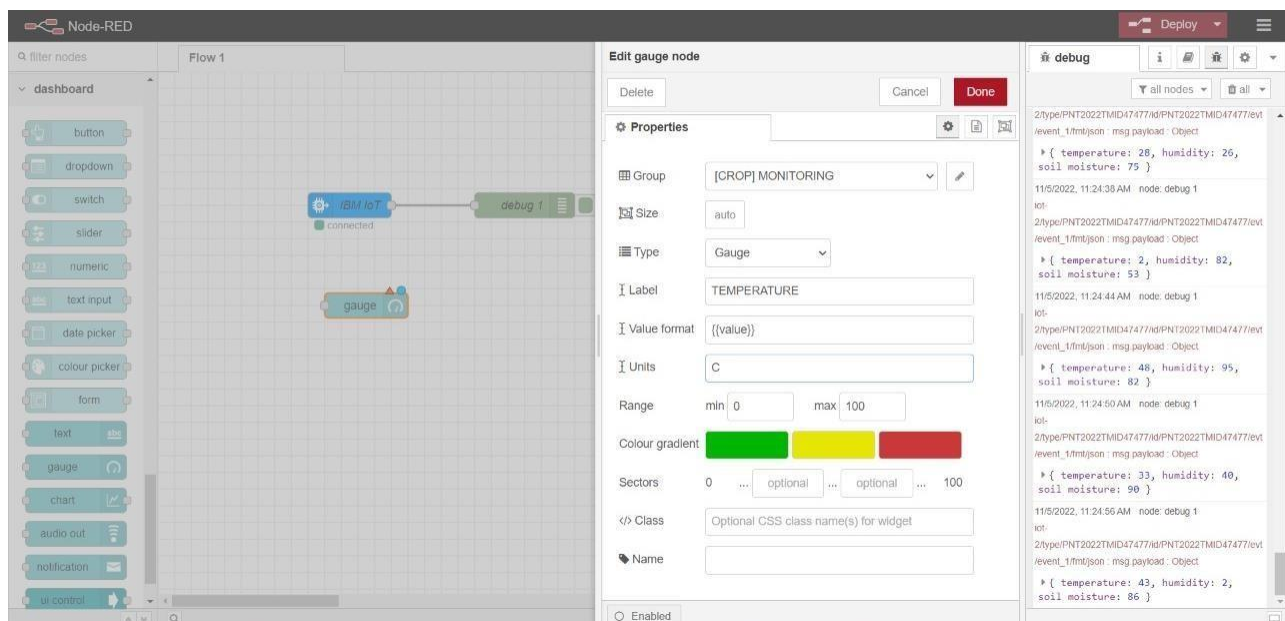 Node-RED
Deploy
filter nodes
Flow 1
dashboard
button
dropdown
switch
slider
123 numeric
abc text input
date picker
colour picker
form
text abc
gauge
chart
audio out
notification
ui control
IBM IoT
connected
debug 1
gauge
Edit gauge node
Delete
Cancel
Done
Properties
Group [CROP] MONITORING
Size auto
Type Gauge
Label TEMPERATURE
Value format {{value}}
Units C
Range min 0 max 100
Colour gradient
Sectors 0 ... optional ... optional ... 100
</> Class Optional CSS class name(s) for widget
Name
Enabled
debug
i
all nodes
all
2/type/PNT2022TMID47477/id/PNT2022TMID47477/evt
/event_1/fmt/json : msg.payload : Object
{ temperature: 28, humidity: 26,
soil moisture: 75 }
11/5/2022, 11:24:38 AM node: debug 1
iot-
2/type/PNT2022TMID47477/id/PNT2022TMID47477/evt
/event_1/fmt/json : msg.payload : Object
{ temperature: 2, humidity: 82,
soil moisture: 53 }
11/5/2022, 11:24:44 AM node: debug 1
iot-
2/type/PNT2022TMID47477/id/PNT2022TMID47477/evt
/event_1/fmt/json : msg.payload : Object
{ temperature: 48, humidity: 95,
soil moisture: 82 }
11/5/2022, 11:24:50 AM node: debug 1
iot-
2/type/PNT2022TMID47477/id/PNT2022TMID47477/evt
/event_1/fmt/json : msg.payload : Object
{ temperature: 33, humidity: 40,
soil moisture: 90 }
11/5/2022, 11:24:56 AM node: debug 1
iot-
2/type/PNT2022TMID47477/id/PNT2022TMID47477/evt
/event_1/fmt/json : msg.payload : Object
{ temperature: 43, humidity: 2,
soil moisture: 86 }